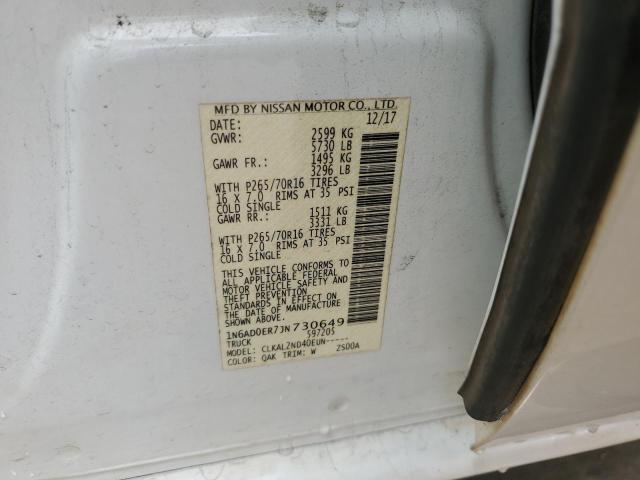 MFD BY NISSAN MOTOR CO., LTD.
DATE: 12/17
GVWR: 2599 KG
5730 LB
GAWR FR.: 1495 KG
3296 LB
WITH P265/70R16 TIRES
16 X 7.0 RIMS AT 35 PSI
COLD SINGLE
GAWR RR.: 1511 KG
3331 LB
WITH P265/70R16 TIRES
16 X 7.0 RIMS AT 35 PSI
COLD SINGLE
THIS VEHICLE CONFORMS TO
ALL APPLICABLE FEDERAL
MOTOR VEHICLE SAFETY AND
THEFT PREVENTION
STANDARDS IN EFFECT ON
THE DATE OF MANUFACTURE
1N6AD0ER7JN730649
TRUCK 597205
MODEL: CLKALZND40EUN-----
COLOR: QAK TRIM: W ZS00A